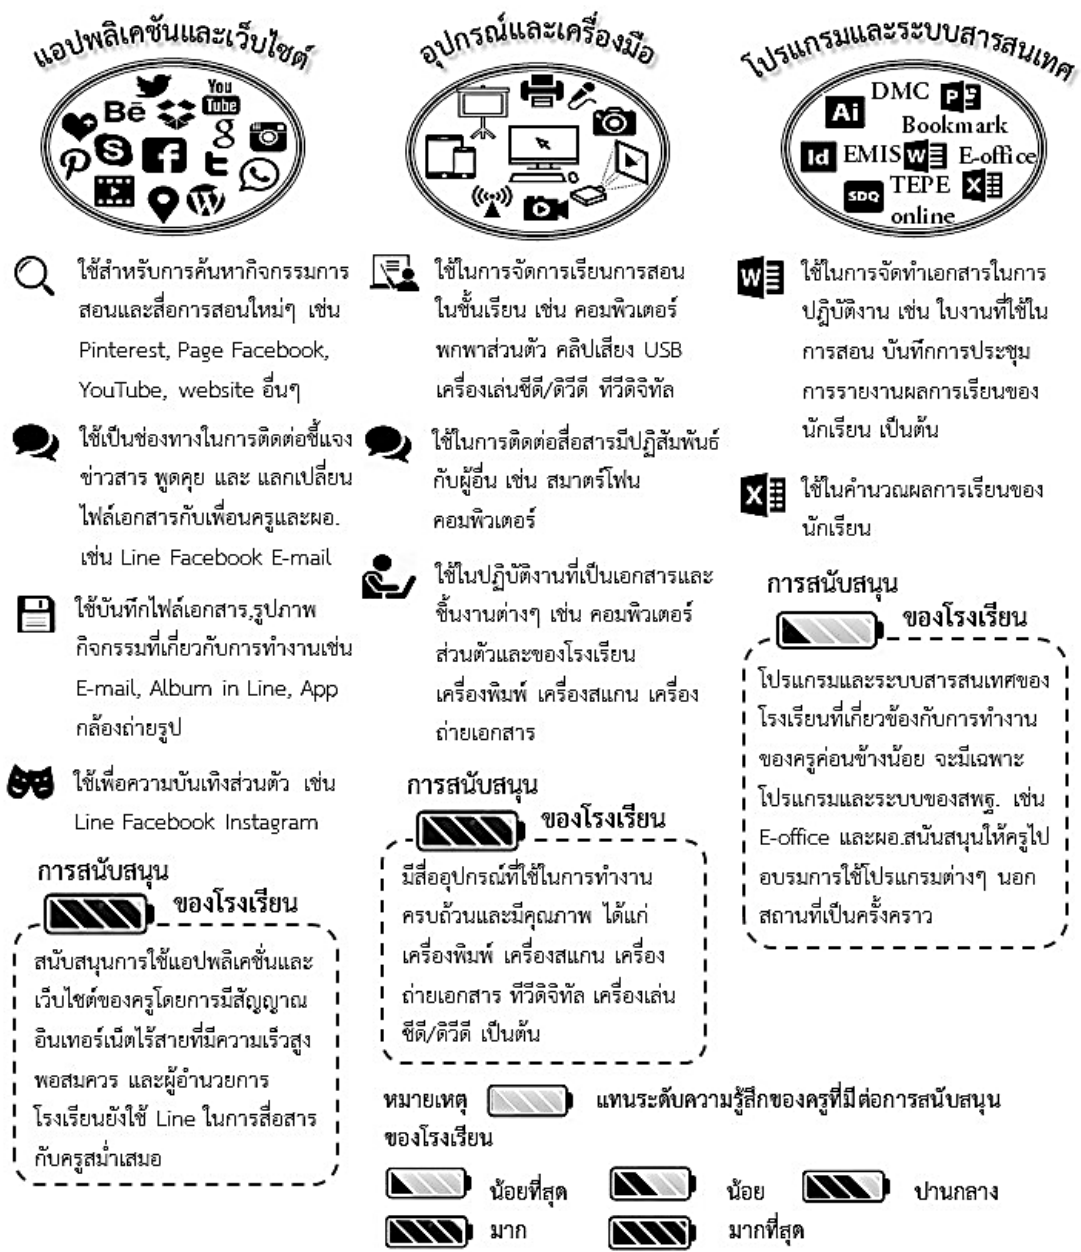 แอปพลิเคชันและเว็บไซต์
You
Tube
Bē
g
ใช้สำหรับการค้นหากิจกรรมการ
สอนและสื่อการสอนใหม่ๆ เช่น
Pinterest, Page Facebook,
YouTube, website อื่นๆ
ใช้เป็นช่องทางในการติดต่อชี้แจง
ข่าวสาร พูดคุย และ แลกเปลี่ยน
ไฟล์เอกสารกับเพื่อนครูและผอ.
เช่น Line Facebook E-mail
ใช้บันทึกไฟล์เอกสาร,รูปภาพ
กิจกรรมที่เกี่ยวกับการทำงานเช่น
E-mail, Album in Line, App
กล้องถ่ายรูป
ใช้เพื่อความบันเทิงส่วนตัว เช่น
Line Facebook Instagram
การสนับสนุน
ของโรงเรียน
สนับสนุนการใช้แอปพลิเคชั่นและ
เว็บไซต์ของครูโดยการมีสัญญาณ
อินเทอร์เน็ตไร้สายที่มีความเร็วสูง
พอสมควร และผู้อำนวยการ
โรงเรียนยังใช้ Line ในการสื่อสาร
กับครูสม่ำเสมอ
อุปกรณ์และเครื่องมือ
ใช้ในการจัดการเรียนการสอน
ในชั้นเรียน เช่น คอมพิวเตอร์
พกพาส่วนตัว คลิปเสียง USB
เครื่องเล่นซีดี/ดิวีดี ทีวีดิจิทัล
ใช้ในการติดต่อสื่อสารมีปฏิสัมพันธ์
กับผู้อื่น เช่น สมาตร์โฟน
คอมพิวเตอร์
ใช้ในปฏิบัติงานที่เป็นเอกสารและ
ชิ้นงานต่างๆ เช่น คอมพิวเตอร์
ส่วนตัวและของโรงเรียน
เครื่องพิมพ์ เครื่องสแกน เครื่อง
ถ่ายเอกสาร
การสนับสนุน
ของโรงเรียน
มีสื่ออุปกรณ์ที่ใช้ในการทำงาน
ครบถ้วนและมีคุณภาพ ได้แก่
เครื่องพิมพ์ เครื่องสแกน เครื่อง
ถ่ายเอกสาร ทีวีดิจิทัล เครื่องเล่น
ซีดี/ดิวีดี เป็นต้น
โปรแกรมและระบบสารสนเทศ
Ai DMC P
Bookmark
Id EMIS W E-office
SDQ TEPE X
online
ใช้ในการจัดทำเอกสารในการ
ปฏิบัติงาน เช่น ใบงานที่ใช้ใน
การสอน บันทึกการประชุม
การรายงานผลการเรียนของ
นักเรียน เป็นต้น
ใช้ในคำนวณผลการเรียนของ
นักเรียน
การสนับสนุน
ของโรงเรียน
โปรแกรมและระบบสารสนเทศของ
โรงเรียนที่เกี่ยวข้องกับการทำงาน
ของครูค่อนข้างน้อย จะมีเฉพาะ
โปรแกรมและระบบของสพฐ. เช่น
E-office และผอ.สนันสนุนให้ครูไป
อบรมการใช้โปรแกรมต่างๆ นอก
สถานที่เป็นครั้งคราว
หมายเหตุ แทนระดับความรู้สึกของครูที่มีต่อการสนับสนุน
ของโรงเรียน
น้อยที่สุด น้อย ปานกลาง
มาก มากที่สุด